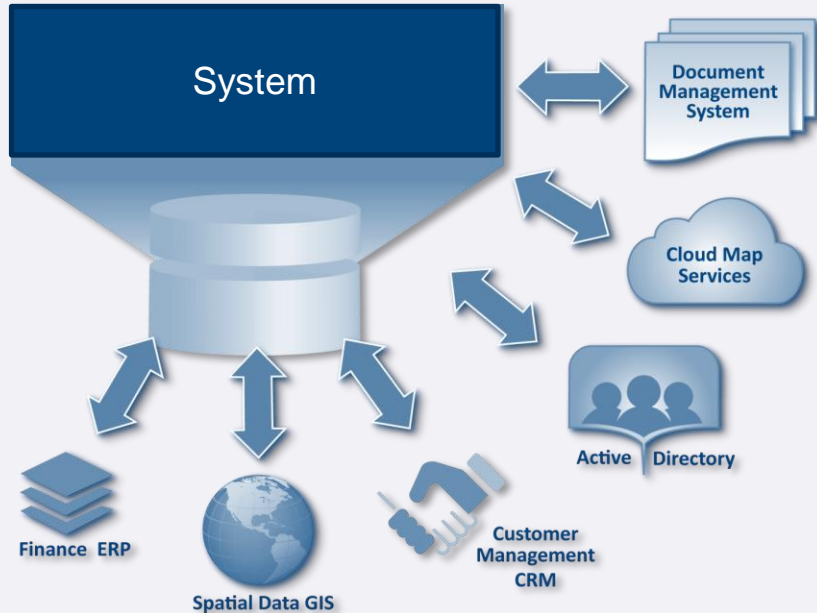 System
Document
Management
System
Cloud Map
Services
Active Directory
Customer
Management
CRM
Finance ERP
Spatial Data GIS